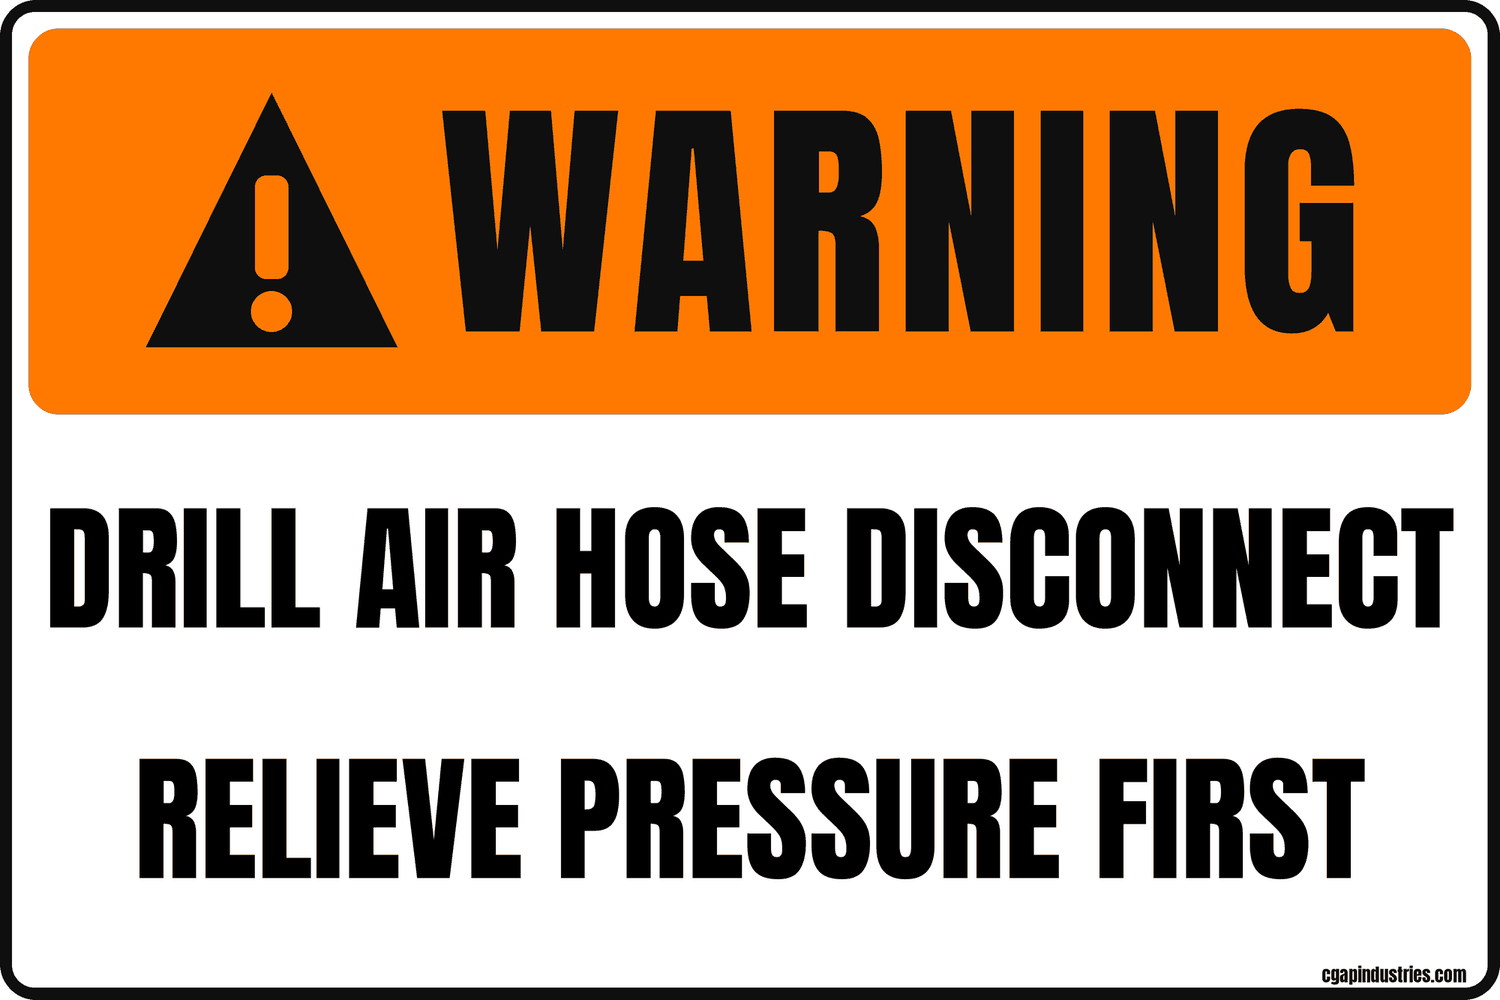 WARNING
DRILL AIR HOSE DISCONNECT
RELIEVE PRESSURE FIRST
cgapindustries.com